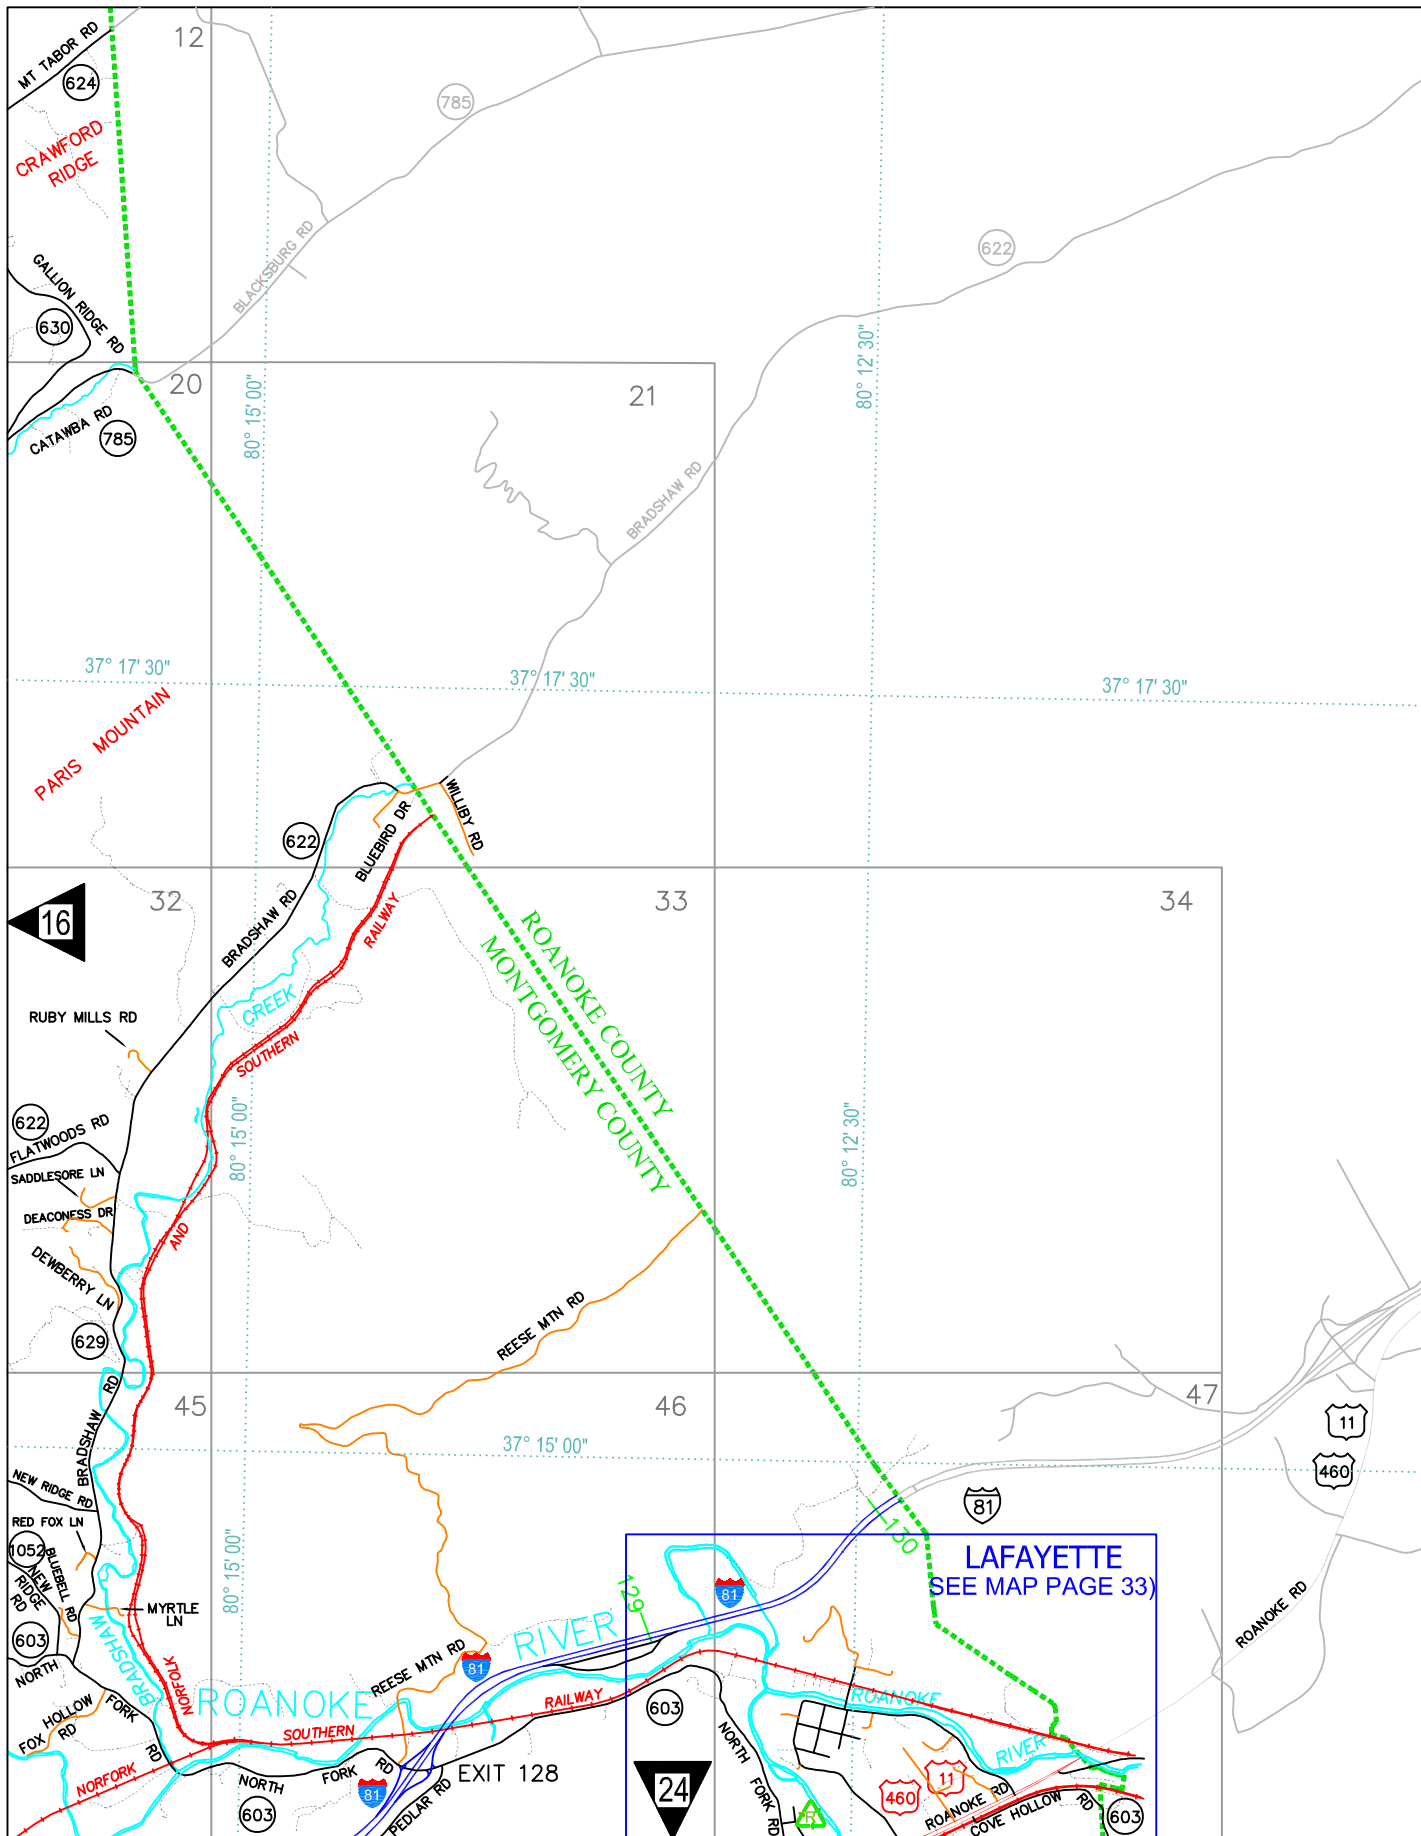 12
MT TABOR RD
624
785
CRAWFORD
RIDGE
BLACKSBURG RD
622
GALLION RIDGE RD
630
20
21
80° 15' 00"
80° 12' 30"
CATAWBA RD
785
BRADSHAW RD
37° 17' 30"
37° 17' 30"
37° 17' 30"
PARIS MOUNTAIN
WILLIBY RD
BLUEBIRD DR
622
32
33
34
16
BRADSHAW RD
RAILWAY
ROANOKE COUNTY
MONTGOMERY COUNTY
CREEK
SOUTHERN
RUBY MILLS RD
622
FLATWOODS RD
80° 15' 00"
80° 12' 30"
SADDLESORE LN
DEACONESS DR
AND
DEWBERRY LN
629
REESE MTN RD
45
46
47
BRADSHAW RD
37° 15' 00"
11
460
NEW RIDGE RD
81
RED FOX LN
130
1052
BLUEBELL RD
NEW
RIDGE
RD
80° 15' 00"
LAFAYETTE
SEE MAP PAGE 33)
129
81
MYRTLE
LN
603
BRADSHAW
RIVER
ROANOKE RD
NORTH FORK RD
NORFOLK
REESE MTN RD
81
FOX HOLLOW RD
ROANOKE
RAILWAY
603
ROANOKE
SOUTHERN
RIVER
NORTH FORK RD
NORFORK
NORTH FORK RD
EXIT 128
81
603
PEDLAR RD
24
460
11
R
ROANOKE RD
COVE HOLLOW RD
603